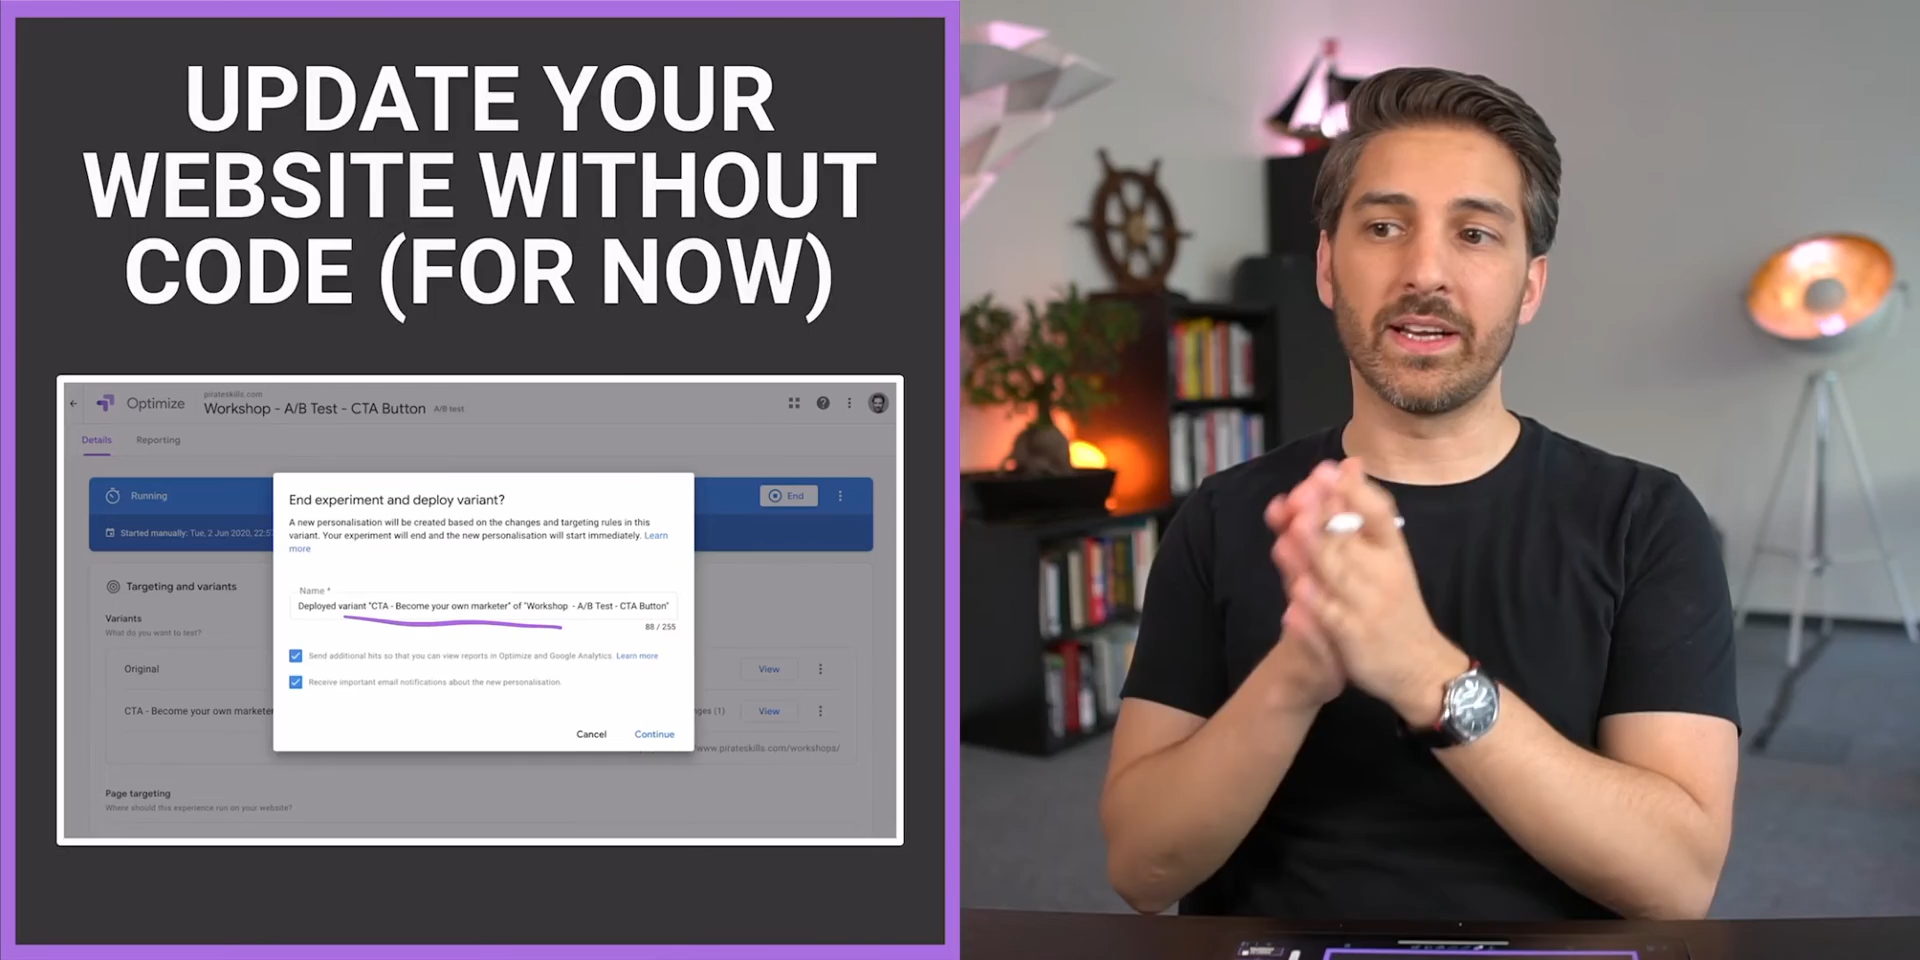 UPDATE YOUR
WEBSITE WITHOUT
CODE (FOR NOW)
Optimize
pirateskills.com
Workshop - A/B Test - CTA Button A/B test
Details Reporting
Running
End
Started manually: Tue, 2 Jun 2020, 22:5
End experiment and deploy variant?
A new personalisation will be created based on the changes and targeting rules in this
variant. Your experiment will end and the new personalisation will start immediately. Learn
more
Name *
Deployed variant "CTA - Become your own marketer" of "Workshop - A/B Test - CTA Button"
88 / 255
Send additional hits so that you can view reports in Optimize and Google Analytics. Learn more
Receive important email notifications about the new personalisation.
Cancel Continue
Targeting and variants
Variants
What do you want to test?
Original View
CTA - Become your own marketer nges (1) View
www.pirateskills.com/workshops/
Page targeting
Where should this experience run on your website?